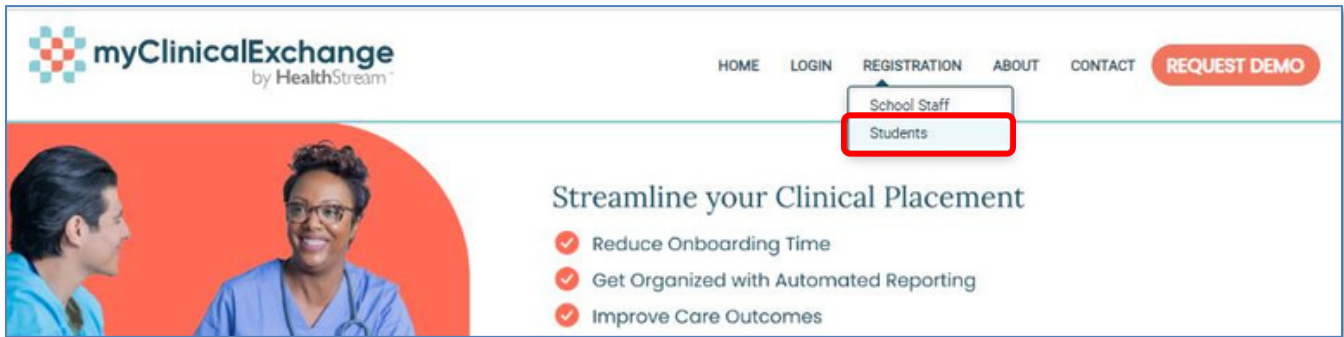 myClinicalExchange
by HealthStream
HOME LOGIN REGISTRATION ABOUT CONTACT REQUEST DEMO
School Staff
Students
Streamline your Clinical Placement
Reduce Onboarding Time
Get Organized with Automated Reporting
Improve Care Outcomes